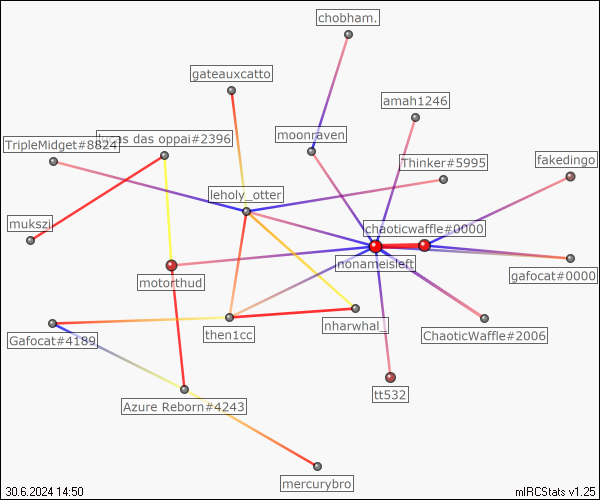 chobham.
gateauxcatto
amah1246
moonraven
lucas das oppai#2396
TripleMidget#8824
Thinker#5995
fakedingo
leholy_otter
mukszi
chaoticwaffle#0000
nonameisleft
gafocat#0000
motorthud
nharwhal_
then1cc
ChaoticWaffle#2006
Gafocat#4189
tt532
Azure Reborn#4243
mercurybro
30.6.2024 14:50
mIRCStats v1.25